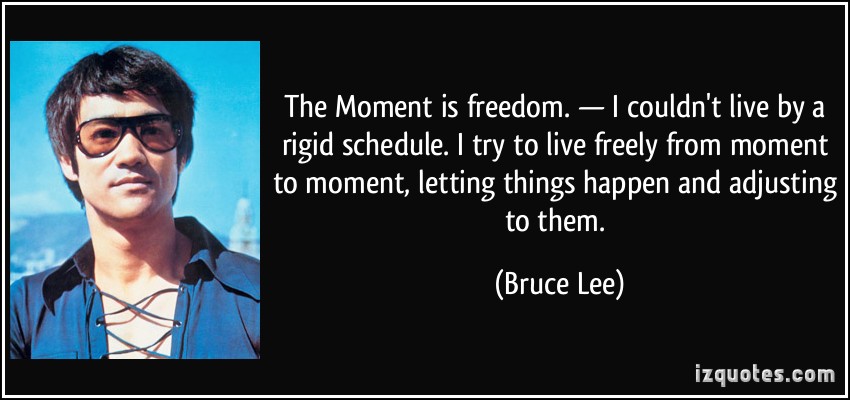 The Moment is freedom. — I couldn't live by a
rigid schedule. I try to live freely from moment
to moment, letting things happen and adjusting
to them.
(Bruce Lee)
izquotes.com